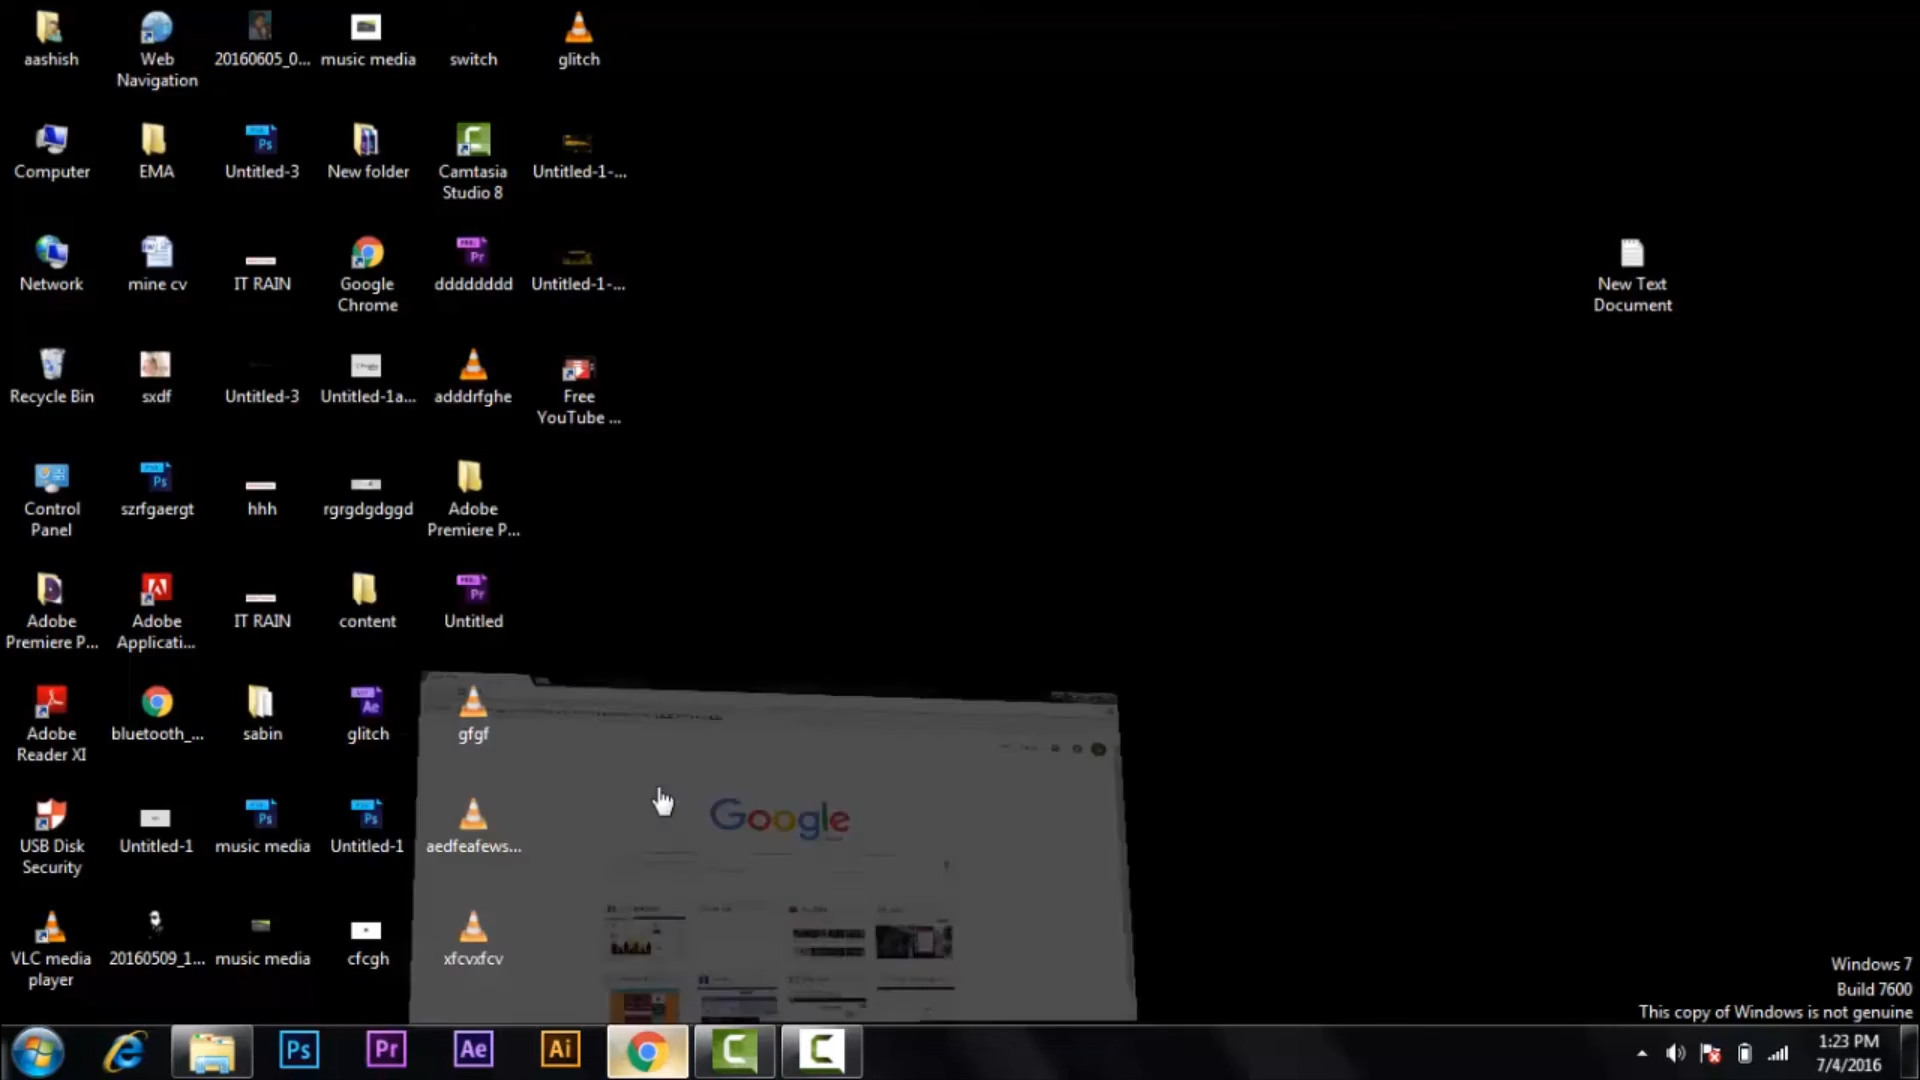 aashish
Web
Navigation
20160605_0...
music media
switch
glitch
Computer
EMA
Untitled-3
New folder
Camtasia
Studio 8
Untitled-1-...
Network
mine cv
IT RAIN
Google
Chrome
dddddddd
Untitled-1-...
New Text
Document
Recycle Bin
sxdf
Untitled-3
Untitled-1a...
adddrfghe
Free
YouTube ...
Control
Panel
szrfgaergt
hhh
rgrgdgdggd
Adobe
Premiere P...
Adobe
Premiere P...
Adobe
Applicati...
IT RAIN
content
Untitled
Adobe
Reader XI
bluetooth_...
sabin
glitch
gfgf
Google
USB Disk
Security
Untitled-1
music media
Untitled-1
aedfeafews...
VLC media
player
20160509_1...
music media
cfcgh
xfcvxfcv
Windows 7
Build 7600
This copy of Windows is not genuine
Ps
Pr
Ae
Ai
1:23 PM
7/4/2016